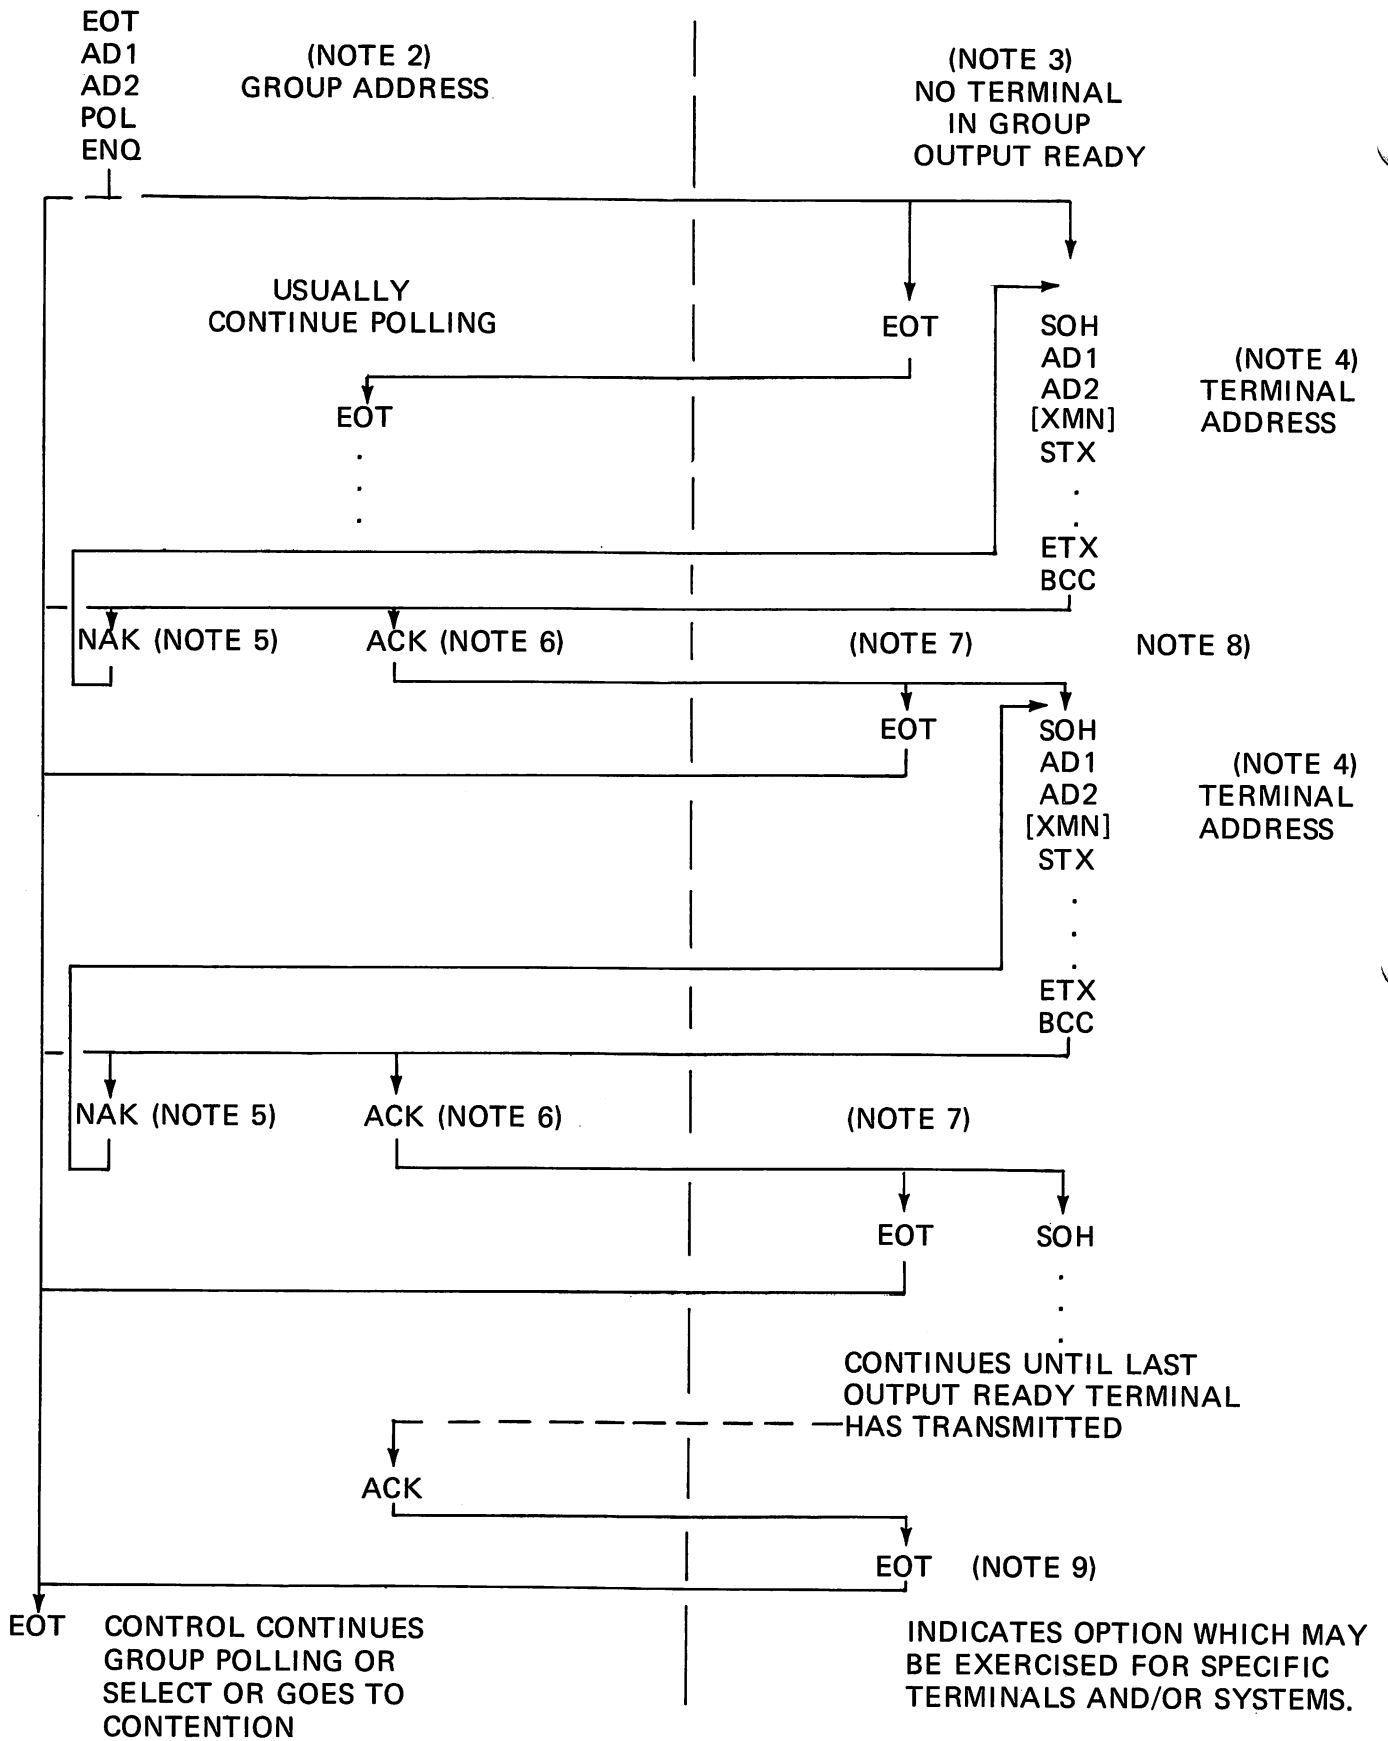 EOT
AD1
AD2
POL
ENQ
(NOTE 2)
GROUP ADDRESS
(NOTE 3)
NO TERMINAL
IN GROUP
OUTPUT READY
USUALLY
CONTINUE POLLING
EOT
EOT
SOH
AD1
AD2
[XMN]
STX
ETX
BCC
(NOTE 4)
TERMINAL
ADDRESS
NAK (NOTE 5)
ACK (NOTE 6)
(NOTE 7)
NOTE 8)
EOT
SOH
AD1
AD2
[XMN]
STX
ETX
BCC
(NOTE 4)
TERMINAL
ADDRESS
NAK (NOTE 5)
ACK (NOTE 6)
(NOTE 7)
EOT
SOH
CONTINUES UNTIL LAST
OUTPUT READY TERMINAL
HAS TRANSMITTED
ACK
EOT (NOTE 9)
EOT
CONTROL CONTINUES
GROUP POLLING OR
SELECT OR GOES TO
CONTENTION
INDICATES OPTION WHICH MAY
BE EXERCISED FOR SPECIFIC
TERMINALS AND/OR SYSTEMS.